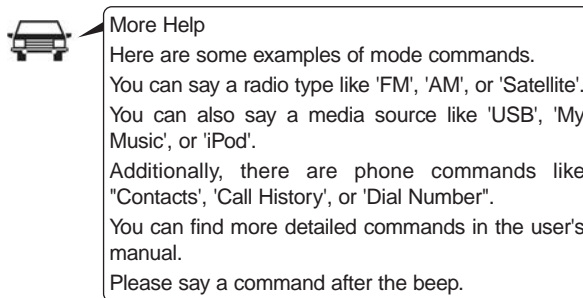 More Help
Here are some examples of mode commands.
You can say a radio type like 'FM', 'AM', or 'Satellite'.
You can also say a media source like 'USB', 'My
Music', or 'iPod'.
Additionally, there are phone commands like
"Contacts', 'Call History', or 'Dial Number".
You can find more detailed commands in the user's
manual.
Please say a command after the beep.